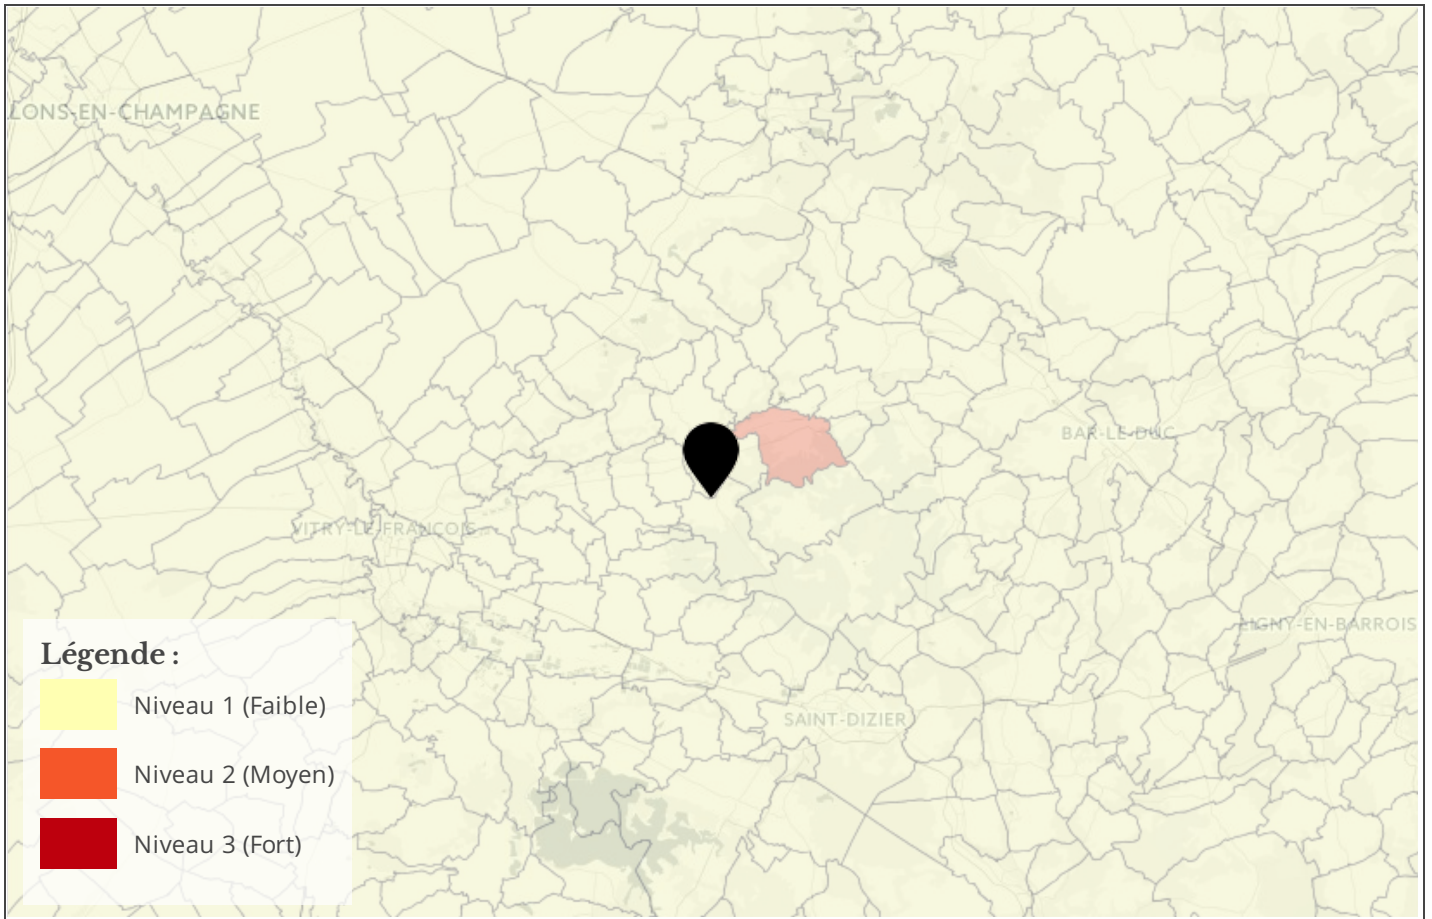 LONS-EN-CHAMPAGNE
BAR-LE-DUC
VITRY-LE-FRANÇOIS
LIGNY-EN-BARROIS
SAINT-DIZIER
Légende :
Niveau 1 (Faible)
Niveau 2 (Moyen)
Niveau 3 (Fort)